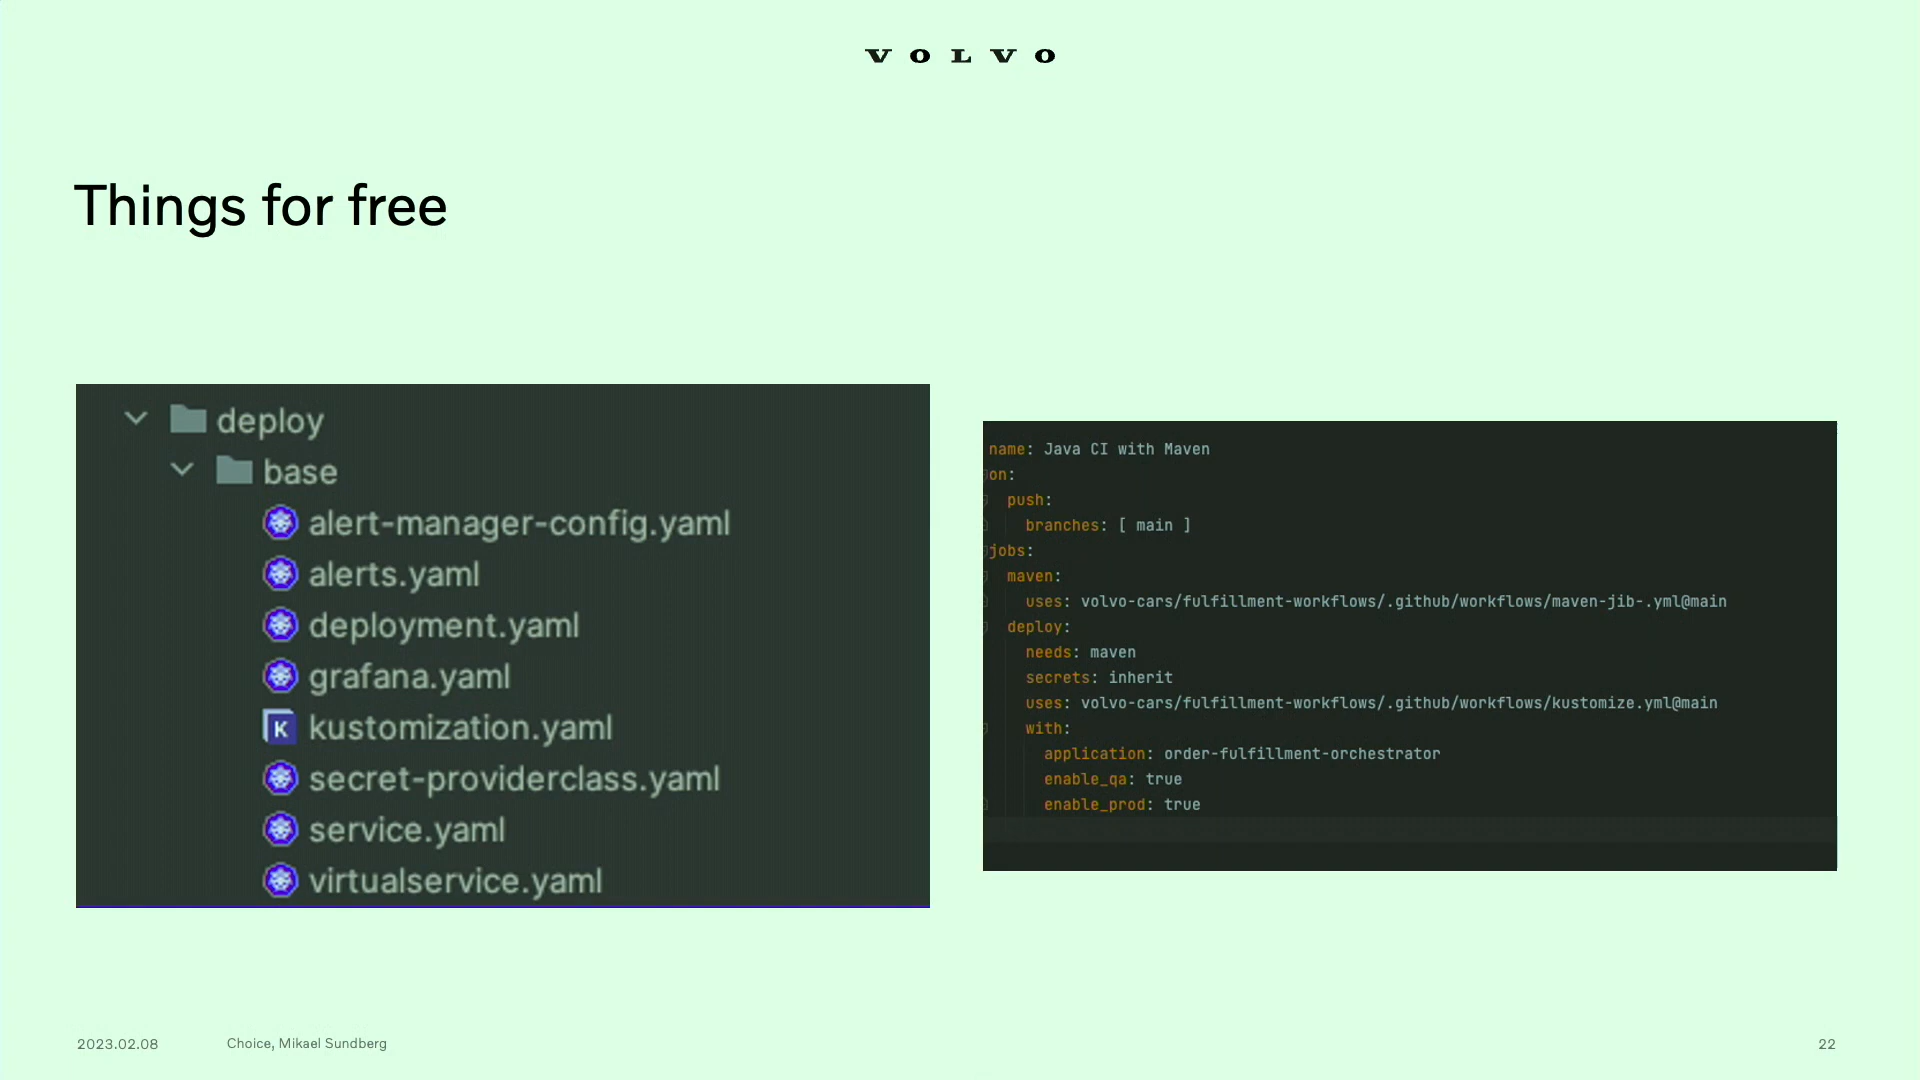 VOLVO
Things for free
deploy
base
alert-manager-config.yaml
alerts.yaml
deployment.yaml
grafana.yaml
K kustomization.yaml
secret-providerclass.yaml
service.yaml
virtualservice.yaml
name: Java CI with Maven
on:
push:
branches: [ main ]
jobs:
maven:
uses: volvo-cars/fulfillment-workflows/.github/workflows/maven-jib-.yml@main
deploy:
needs: maven
secrets: inherit
uses: volvo-cars/fulfillment-workflows/.github/workflows/kustomize.yml@main
with:
application: order-fulfillment-orchestrator
enable_qa: true
enable_prod: true
2023.02.08
Choice, Mikael Sundberg
22